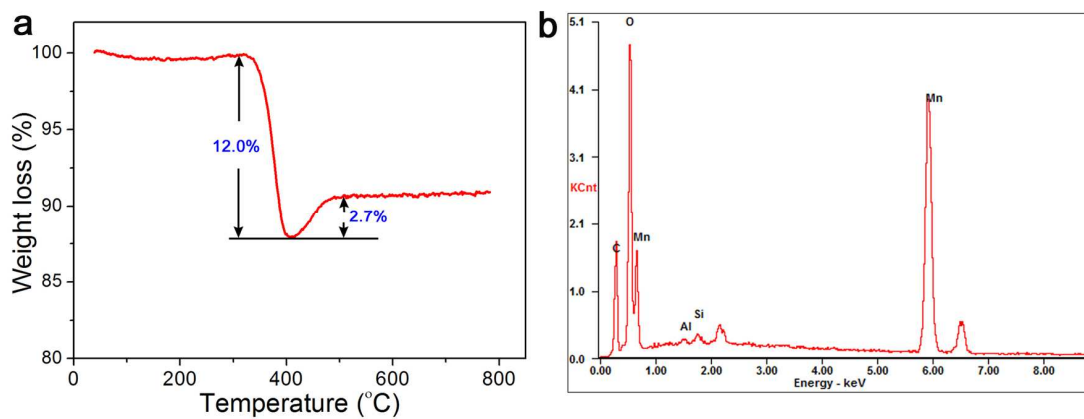 a
100
95
90
85
80
Weight loss (%)
12.0%
2.7%
0
200
400
600
800
Temperature (°C)
b
5.1
4.1
3.1
KCnt
2.1
1.0
0.0
O
C
Mn
Al
Si
Mn
0.00
1.00
2.00
3.00
4.00
5.00
6.00
7.00
8.00
Energy - keV